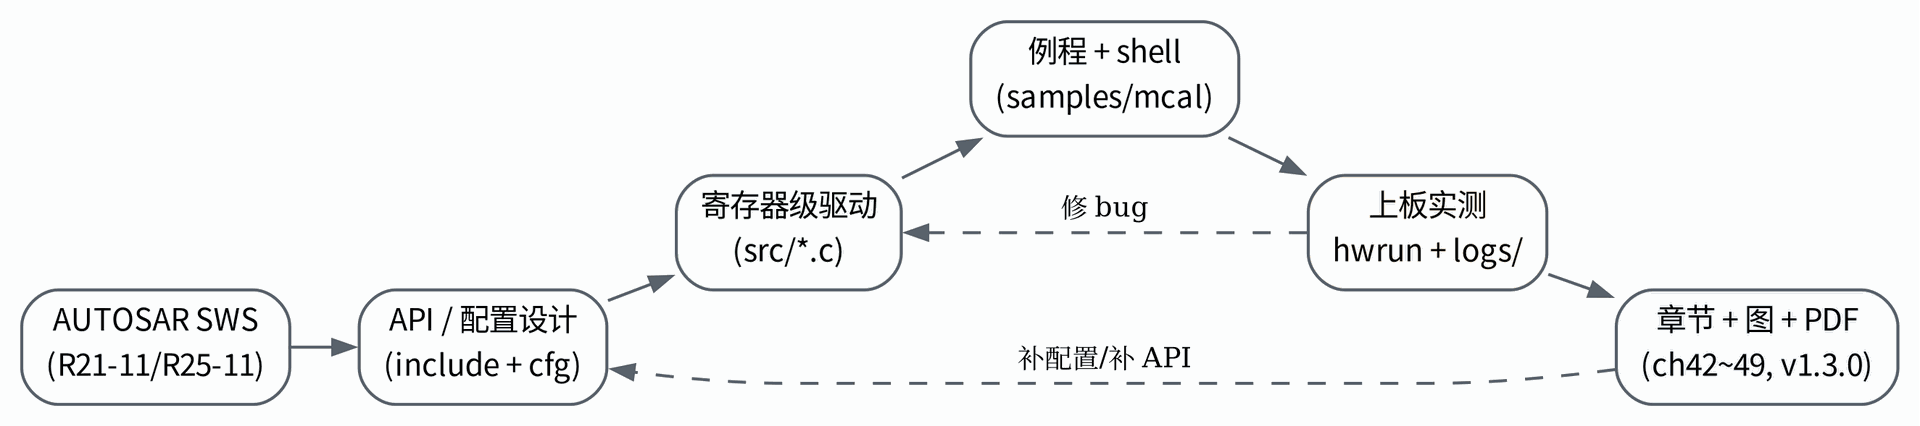 AUTOSAR SWS
(R21-11/R25-11)
API / 配置设计
(include + cfg)
寄存器级驱动
(src/*.c)
例程 + shell
(samples/mcal)
上板实测
hwrun + logs/
章节 + 图 + PDF
(ch42~49, v1.3.0)
修 bug
补配置/补 API